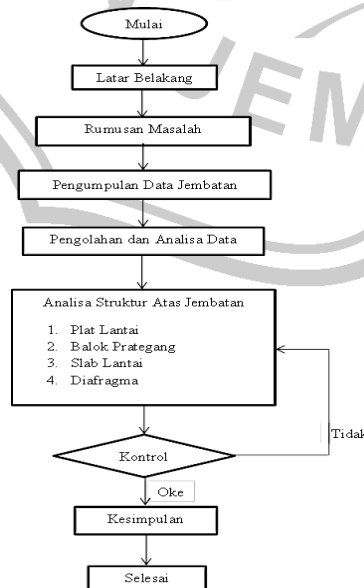 Mulai
Latar Belakang
Rumusan Masalah
Pengumpulan Data Jembatan
Pengolahan dan Analisa Data
Analisa Struktur Atas Jembatan
1. Plat Lantai
2. Balok Prategang
3. Slab Lantai
4. Diafragma
Tidak
Kontrol
Oke
Kesimpulan
Selesai